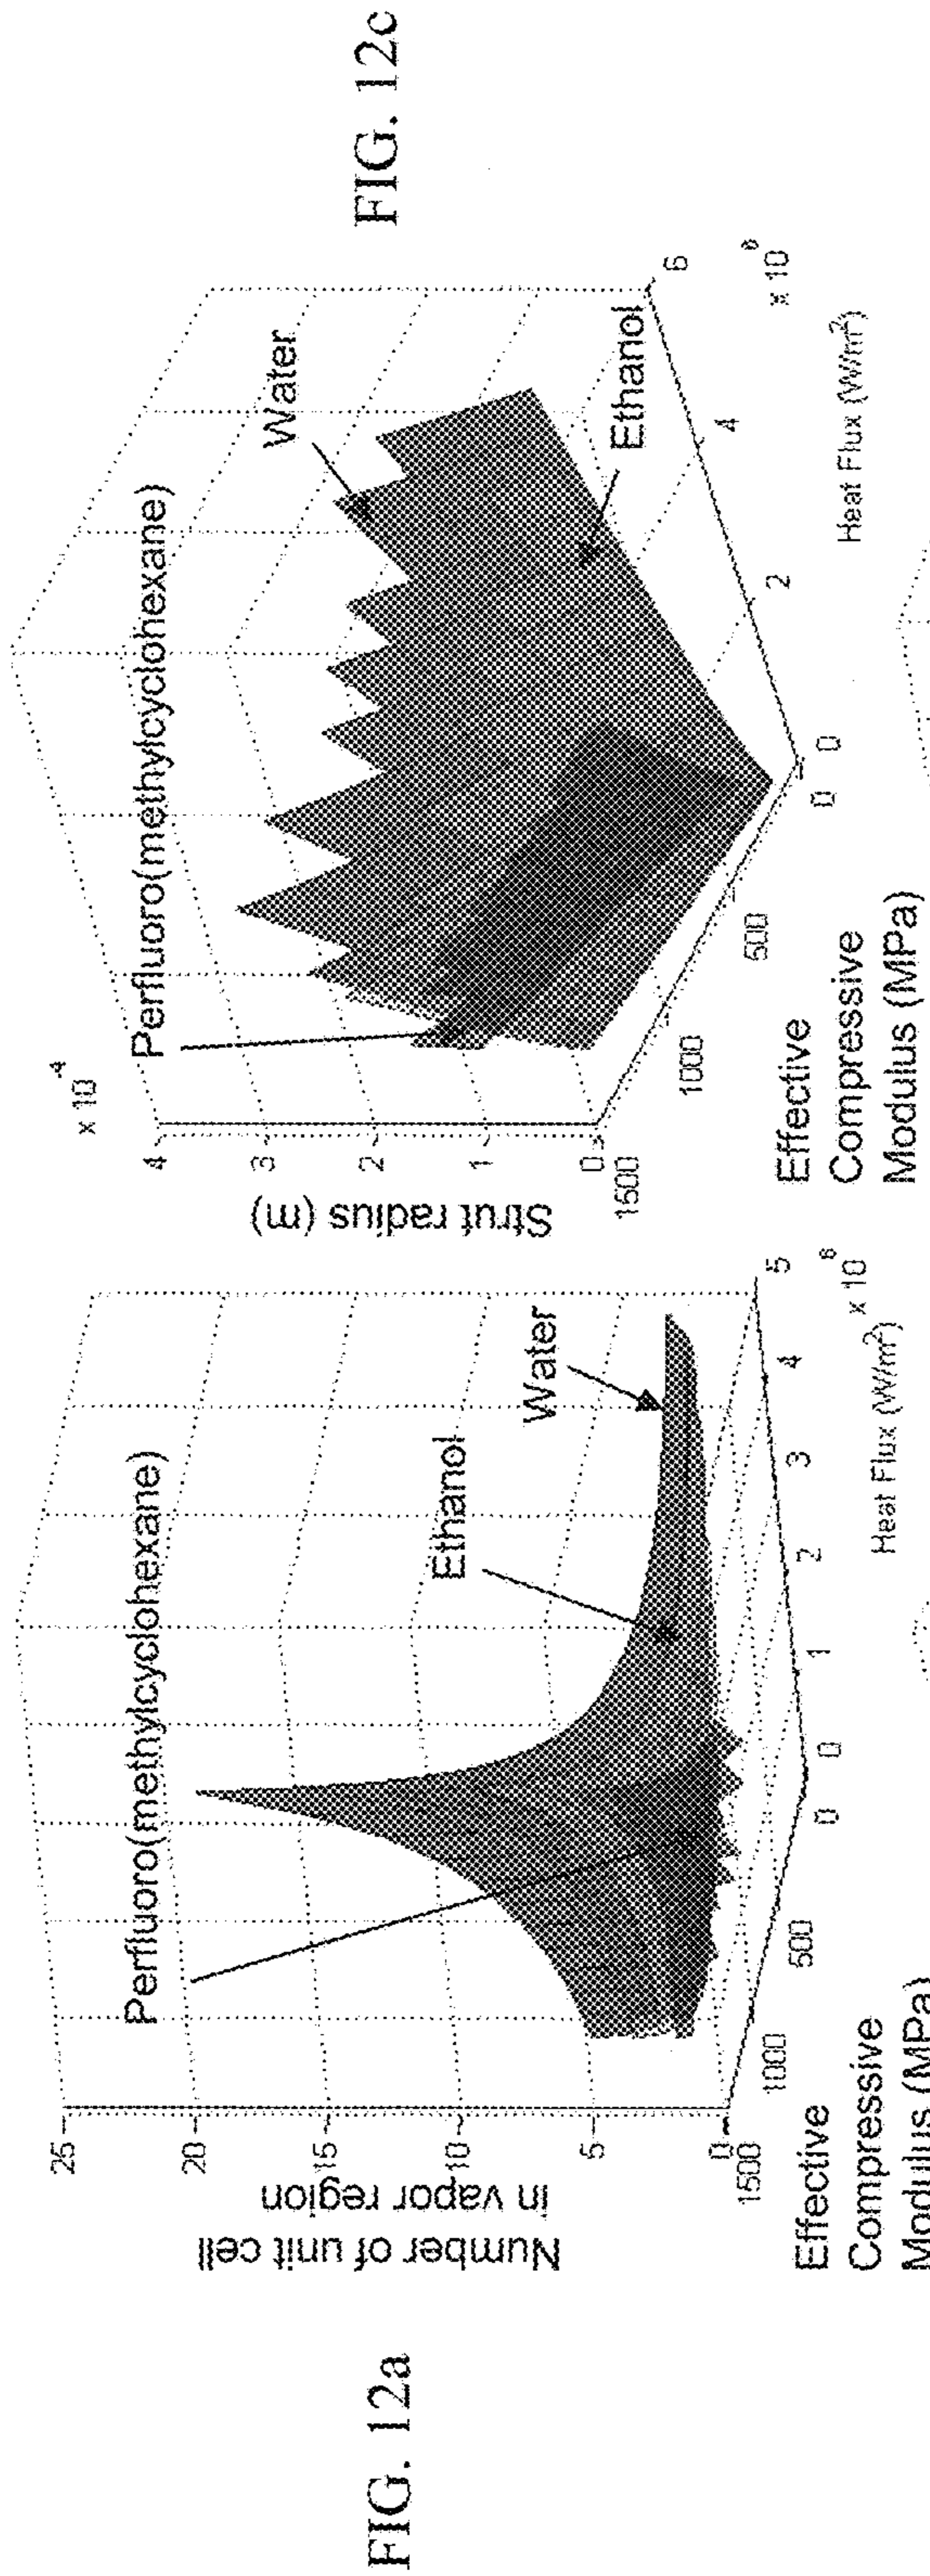 FIG. 12a
Number of unit cell
in vapor region
25
20
15
10
5
0
1500
1000
500
0
Effective
Compressive
Modulus (MPa)
0
1
2
3
4
5
x 10
Heat Flux (W/m²)
Perfluoro(methylcyclohexane)
Ethanol
Water
FIG. 12c
Strut radius (m)
x 10⁻⁴
4
3
2
1
0
1500
1000
500
0
Effective
Compressive
Modulus (MPa)
0
2
4
6
x 10
Heat Flux (W/m²)
Perfluoro(methylcyclohexane)
Water
Ethanol